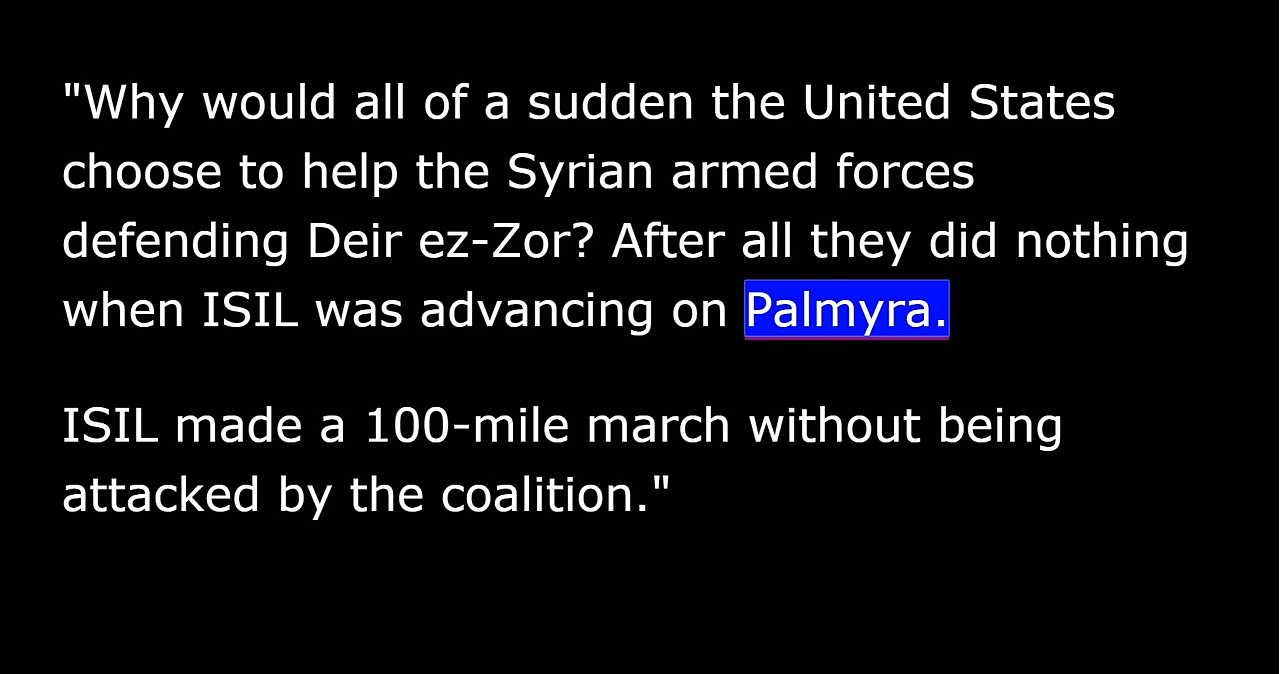 "Why would all of a sudden the United States
choose to help the Syrian armed forces
defending Deir ez-Zor? After all they did nothing
when ISIL was advancing on Palmyra.
ISIL made a 100-mile march without being
attacked by the coalition."